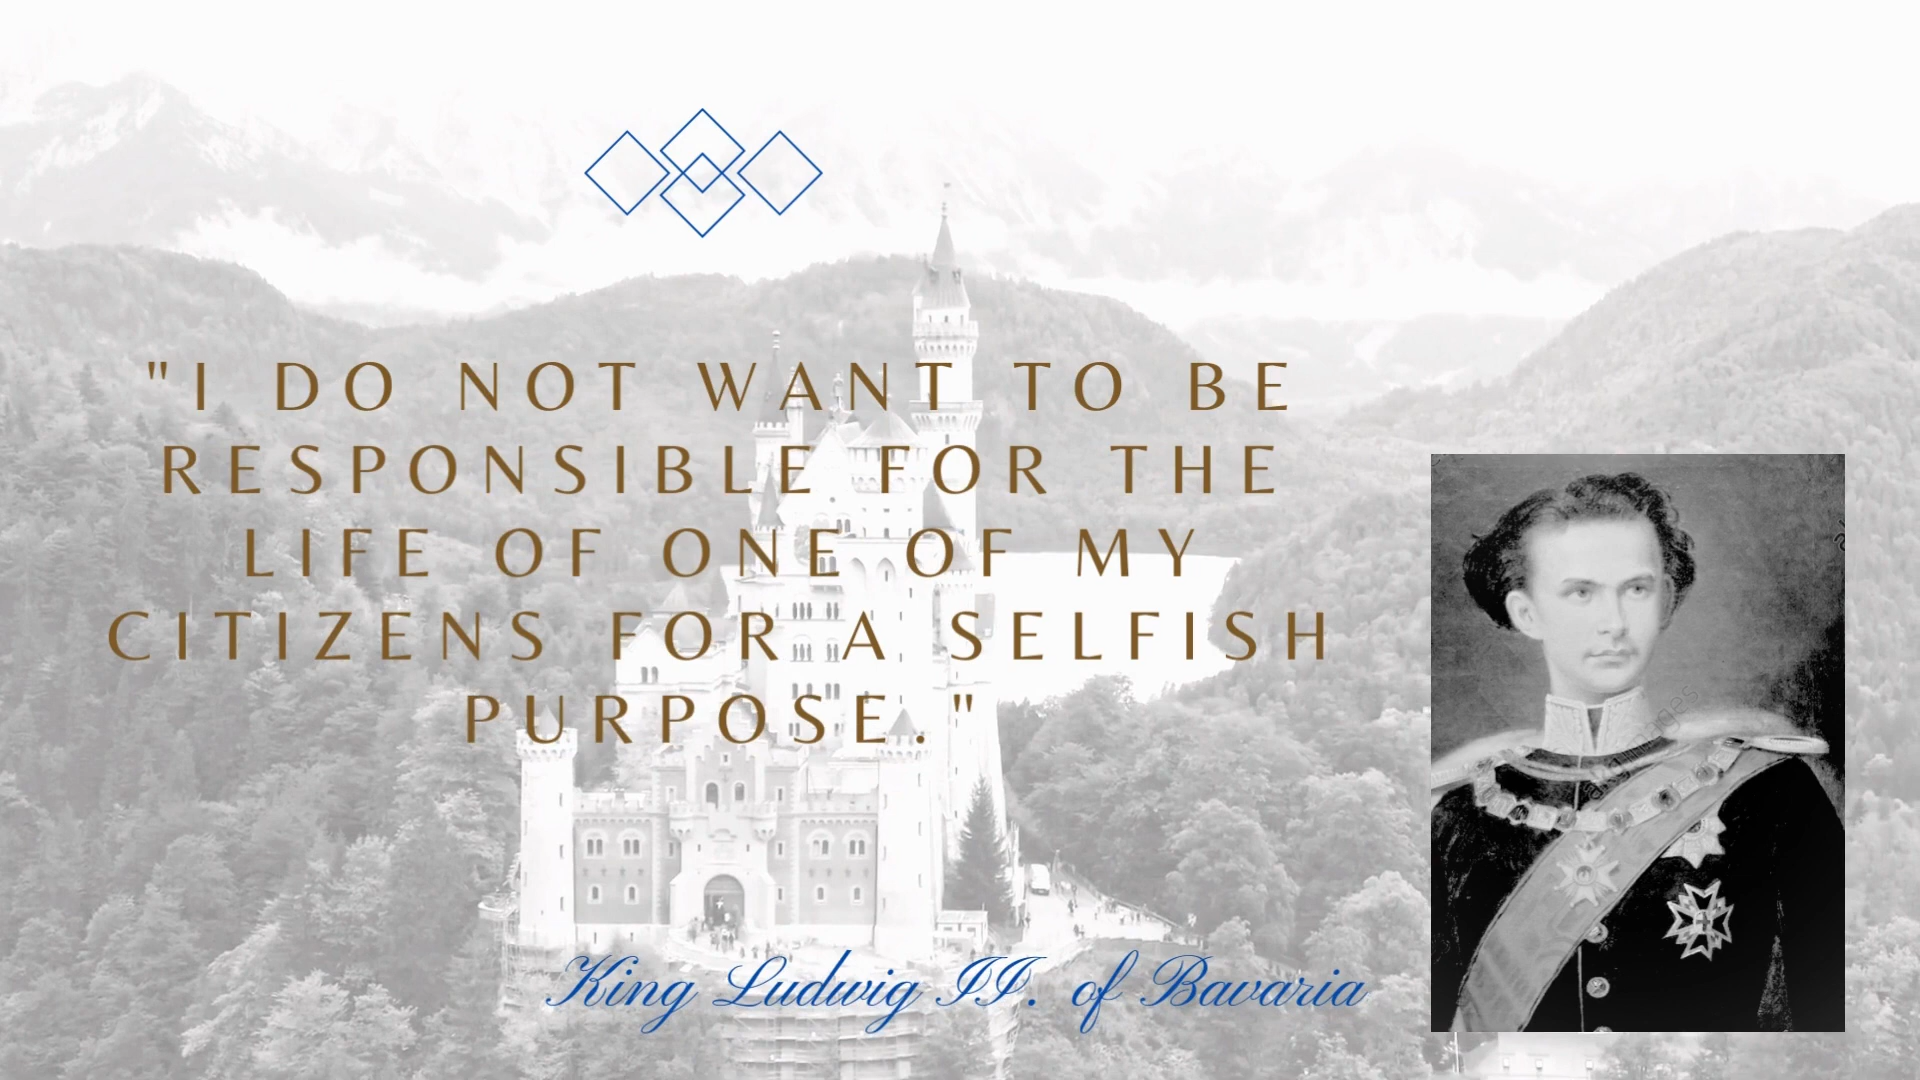 "I DO NOT WANT TO BE
RESPONSIBLE FOR THE
LIFE OF ONE OF MY
CITIZENS FOR A SELFISH
PURPOSE."
King Ludwig II. of Bavaria